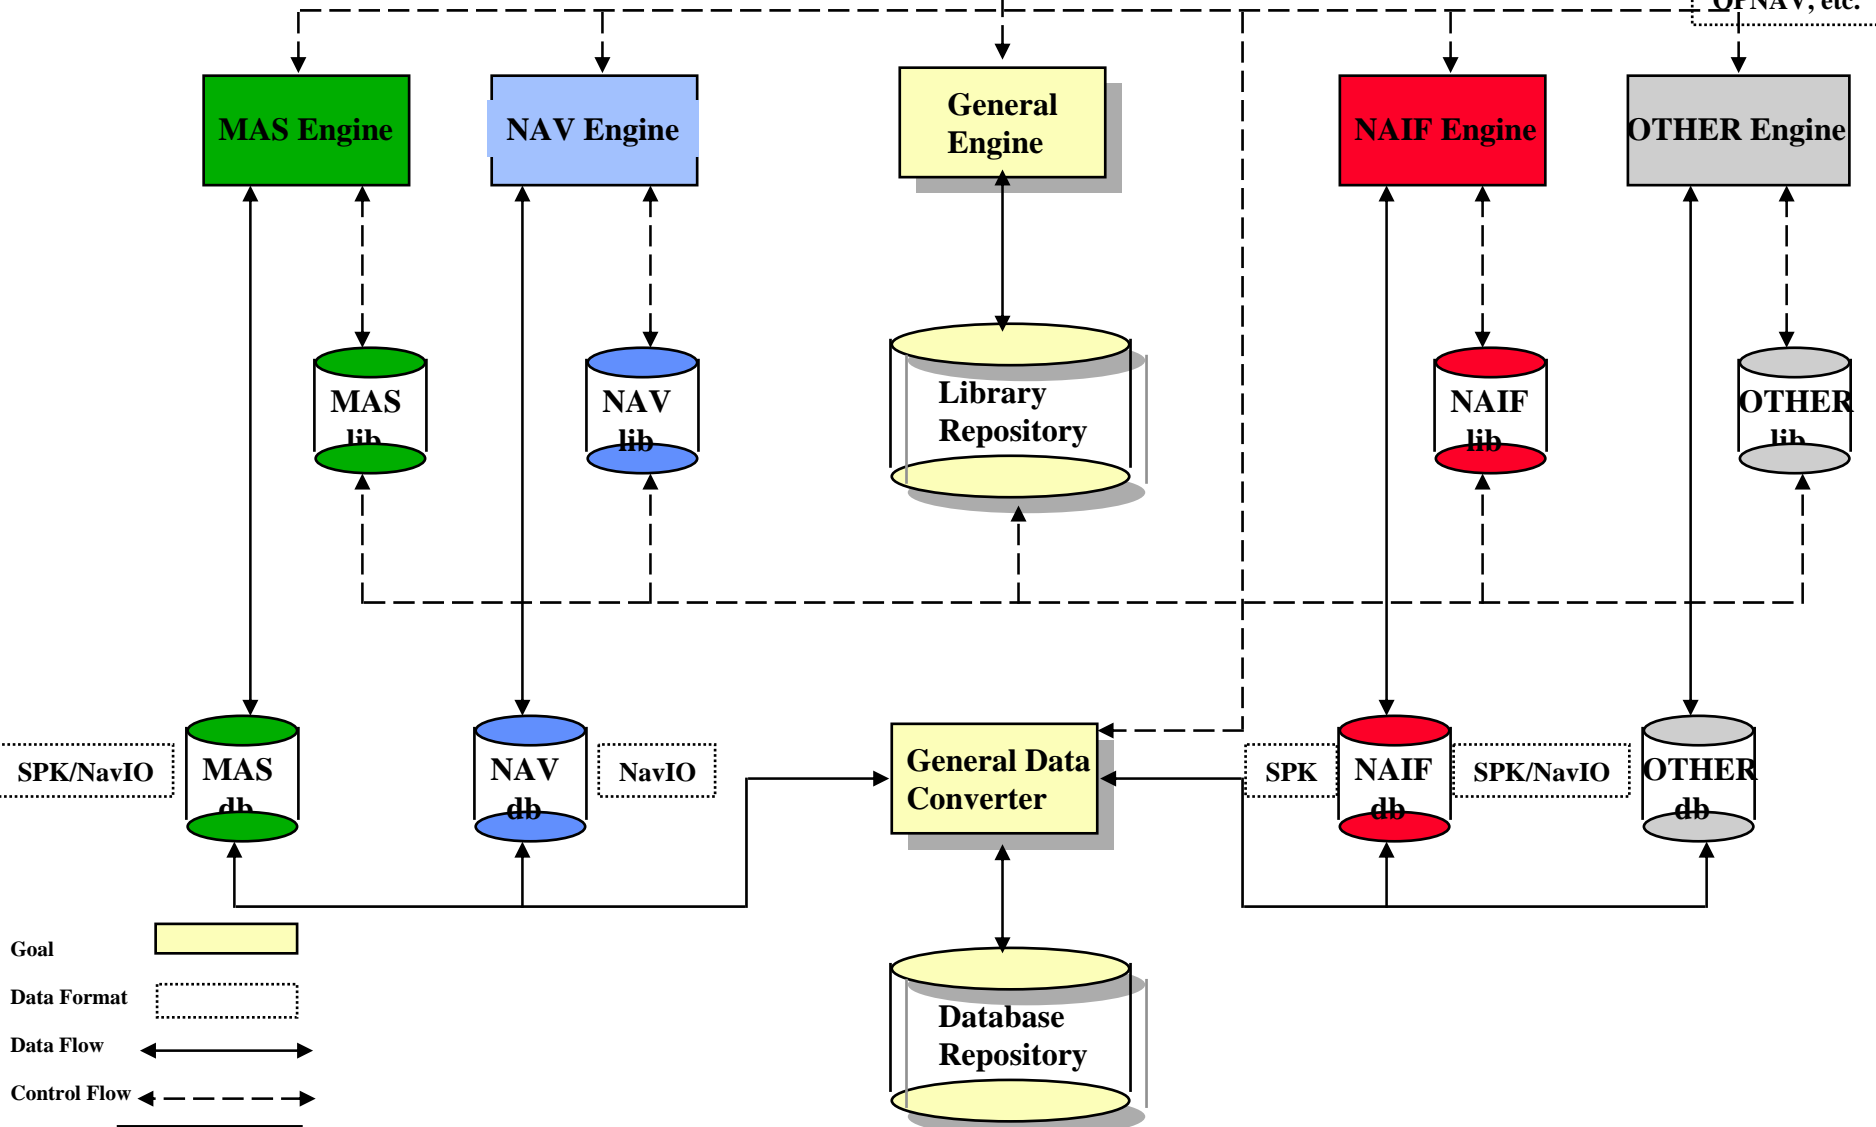 OPNAV, etc.
MAS Engine
NAV Engine
General
Engine
NAIF Engine
OTHER Engine
MAS
lib
NAV
lib
Library
Repository
NAIF
lib
OTHER
lib
SPK/NavIO
MAS
db
NAV
db
NavIO
General Data
Converter
SPK
NAIF
db
SPK/NavIO
OTHER
db
Goal
Data Format
Data Flow
Control Flow
Database
Repository